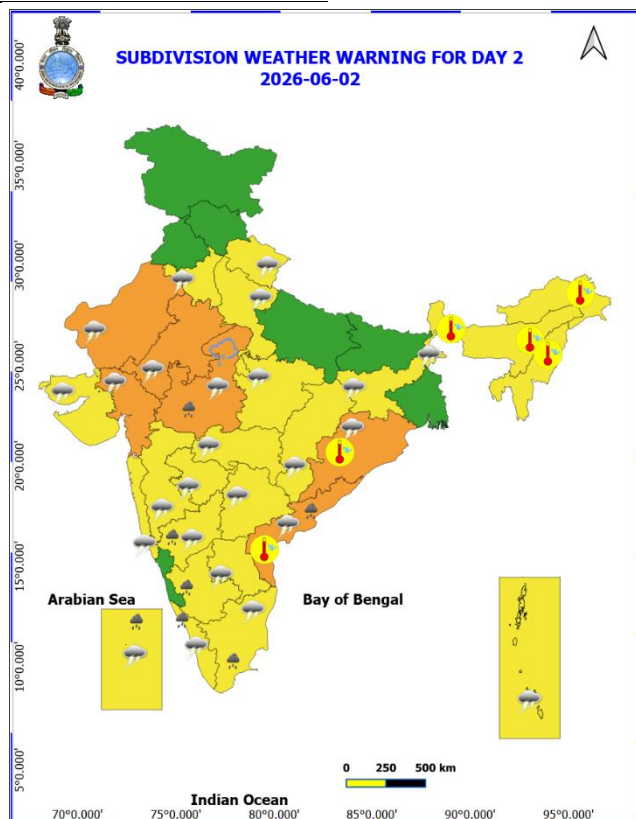 SUBDIVISION WEATHER WARNING FOR DAY 2
2026-06-02
40°0.000'
35°0.000'
30°0.000'
25°0.000'
20°0.000'
15°0.000'
10°0.000'
5°0.000'
Arabian Sea
Bay of Bengal
0 250 500 km
Indian Ocean
70°0.000' 75°0.000' 80°0.000' 85°0.000' 90°0.000' 95°0.000'